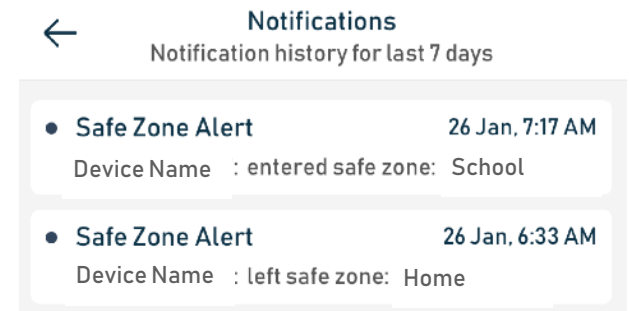 Notifications
Notification history for last 7 days
Safe Zone Alert 26 Jan, 7:17 AM
Device Name : entered safe zone: School
Safe Zone Alert 26 Jan, 6:33 AM
Device Name : left safe zone: Home